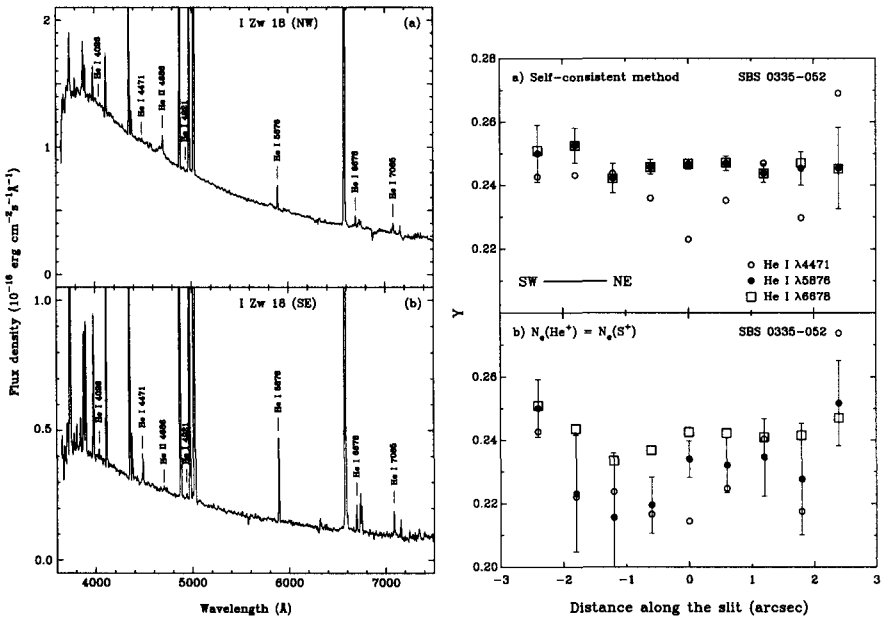 I Zw 18 (NW)
(a)
2
1
0
He I 4026
He I 4471
He II 4686
He I 4921
He I 5876
He I 6678
He I 7065
I Zw 18 (SE)
(b)
1.0
0.5
0.0
He I 4026
He I 4471
He II 4686
He I 4921
He I 5876
He I 6678
He I 7065
Flux density (10⁻¹⁶ erg cm⁻²s⁻¹Å⁻¹)
4000 5000 6000 7000
Wavelength (Å)
a) Self-consistent method SBS 0335-052
0.28
0.26
0.24
0.22
SW NE
He I λ4471
He I λ5876
He I λ6678
Y
b) Nₑ(He⁺) = Nₑ(S⁺) SBS 0335-052
0.26
0.24
0.22
0.20
−3 −2 −1 0 1 2 3
Distance along the slit (arcsec)